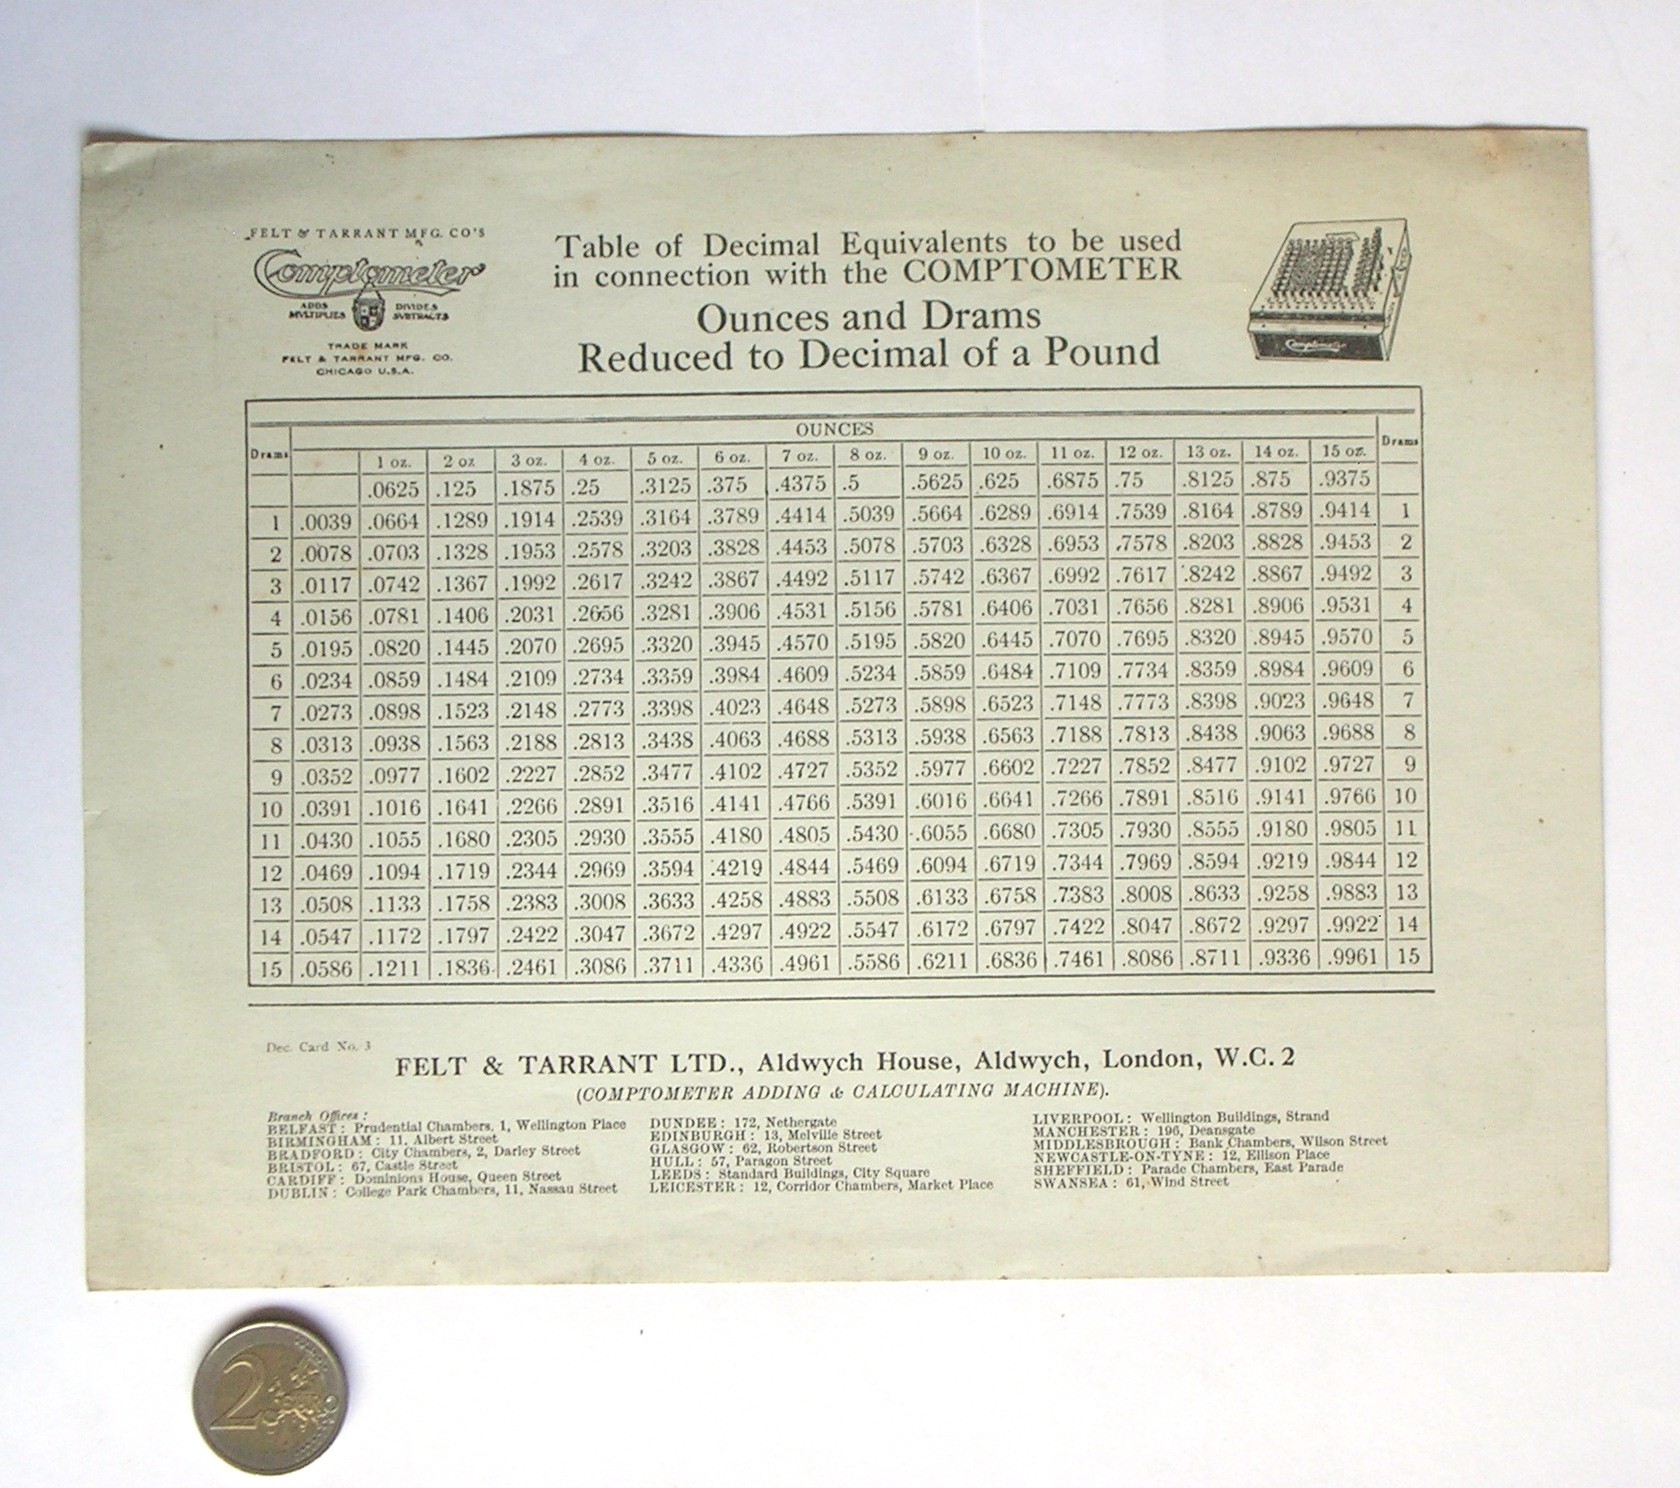 FELT & TARRANT MFG. CO'S
Comptometer
ADDS DIVIDES
MULTIPLIES SUBTRACTS
TRADE MARK
FELT & TARRANT MFG. CO.
CHICAGO U.S.A.
Table of Decimal Equivalents to be used
in connection with the COMPTOMETER
Ounces and Drams
Reduced to Decimal of a Pound
Comptometer
OUNCES
Drams 1 oz. 2 oz 3 oz. 4 oz. 5 oz. 6 oz. 7 oz. 8 oz. 9 oz. 10 oz. 11 oz. 12 oz. 13 oz. 14 oz. 15 oz. Drams
.0625 .125 .1875 .25 .3125 .375 .4375 .5 .5625 .625 .6875 .75 .8125 .875 .9375
1 .0039 .0664 .1289 .1914 .2539 .3164 .3789 .4414 .5039 .5664 .6289 .6914 .7539 .8164 .8789 .9414 1
2 .0078 .0703 .1328 .1953 .2578 .3203 .3828 .4453 .5078 .5703 .6328 .6953 .7578 .8203 .8828 .9453 2
3 .0117 .0742 .1367 .1992 .2617 .3242 .3867 .4492 .5117 .5742 .6367 .6992 .7617 .8242 .8867 .9492 3
4 .0156 .0781 .1406 .2031 .2656 .3281 .3906 .4531 .5156 .5781 .6406 .7031 .7656 .8281 .8906 .9531 4
5 .0195 .0820 .1445 .2070 .2695 .3320 .3945 .4570 .5195 .5820 .6445 .7070 .7695 .8320 .8945 .9570 5
6 .0234 .0859 .1484 .2109 .2734 .3359 .3984 .4609 .5234 .5859 .6484 .7109 .7734 .8359 .8984 .9609 6
7 .0273 .0898 .1523 .2148 .2773 .3398 .4023 .4648 .5273 .5898 .6523 .7148 .7773 .8398 .9023 .9648 7
8 .0313 .0938 .1563 .2188 .2813 .3438 .4063 .4688 .5313 .5938 .6563 .7188 .7813 .8438 .9063 .9688 8
9 .0352 .0977 .1602 .2227 .2852 .3477 .4102 .4727 .5352 .5977 .6602 .7227 .7852 .8477 .9102 .9727 9
10 .0391 .1016 .1641 .2266 .2891 .3516 .4141 .4766 .5391 .6016 .6641 .7266 .7891 .8516 .9141 .9766 10
11 .0430 .1055 .1680 .2305 .2930 .3555 .4180 .4805 .5430 .6055 .6680 .7305 .7930 .8555 .9180 .9805 11
12 .0469 .1094 .1719 .2344 .2969 .3594 .4219 .4844 .5469 .6094 .6719 .7344 .7969 .8594 .9219 .9844 12
13 .0508 .1133 .1758 .2383 .3008 .3633 .4258 .4883 .5508 .6133 .6758 .7383 .8008 .8633 .9258 .9883 13
14 .0547 .1172 .1797 .2422 .3047 .3672 .4297 .4922 .5547 .6172 .6797 .7422 .8047 .8672 .9297 .9922 14
15 .0586 .1211 .1836 .2461 .3086 .3711 .4336 .4961 .5586 .6211 .6836 .7461 .8086 .8711 .9336 .9961 15
Dec. Card No. 3
FELT & TARRANT LTD., Aldwych House, Aldwych, London, W.C. 2
(COMPTOMETER ADDING & CALCULATING MACHINE).
Branch Offices :
BELFAST : Prudential Chambers, 1, Wellington Place
BIRMINGHAM : 11, Albert Street
BRADFORD : City Chambers, 2, Darley Street
BRISTOL : 67, Castle Street
CARDIFF : Dominions House, Queen Street
DUBLIN : College Park Chambers, 11, Nassau Street
DUNDEE : 172, Nethergate
EDINBURGH : 13, Melville Street
GLASGOW : 62, Robertson Street
HULL : 57, Paragon Street
LEEDS : Standard Buildings, City Square
LEICESTER : 12, Corridor Chambers, Market Place
LIVERPOOL : Wellington Buildings, Strand
MANCHESTER : 196, Deansgate
MIDDLESBROUGH : Bank Chambers, Wilson Street
NEWCASTLE-ON-TYNE : 12, Ellison Place
SHEFFIELD : Parade Chambers, East Parade
SWANSEA : 61, Wind Street
2
EURO